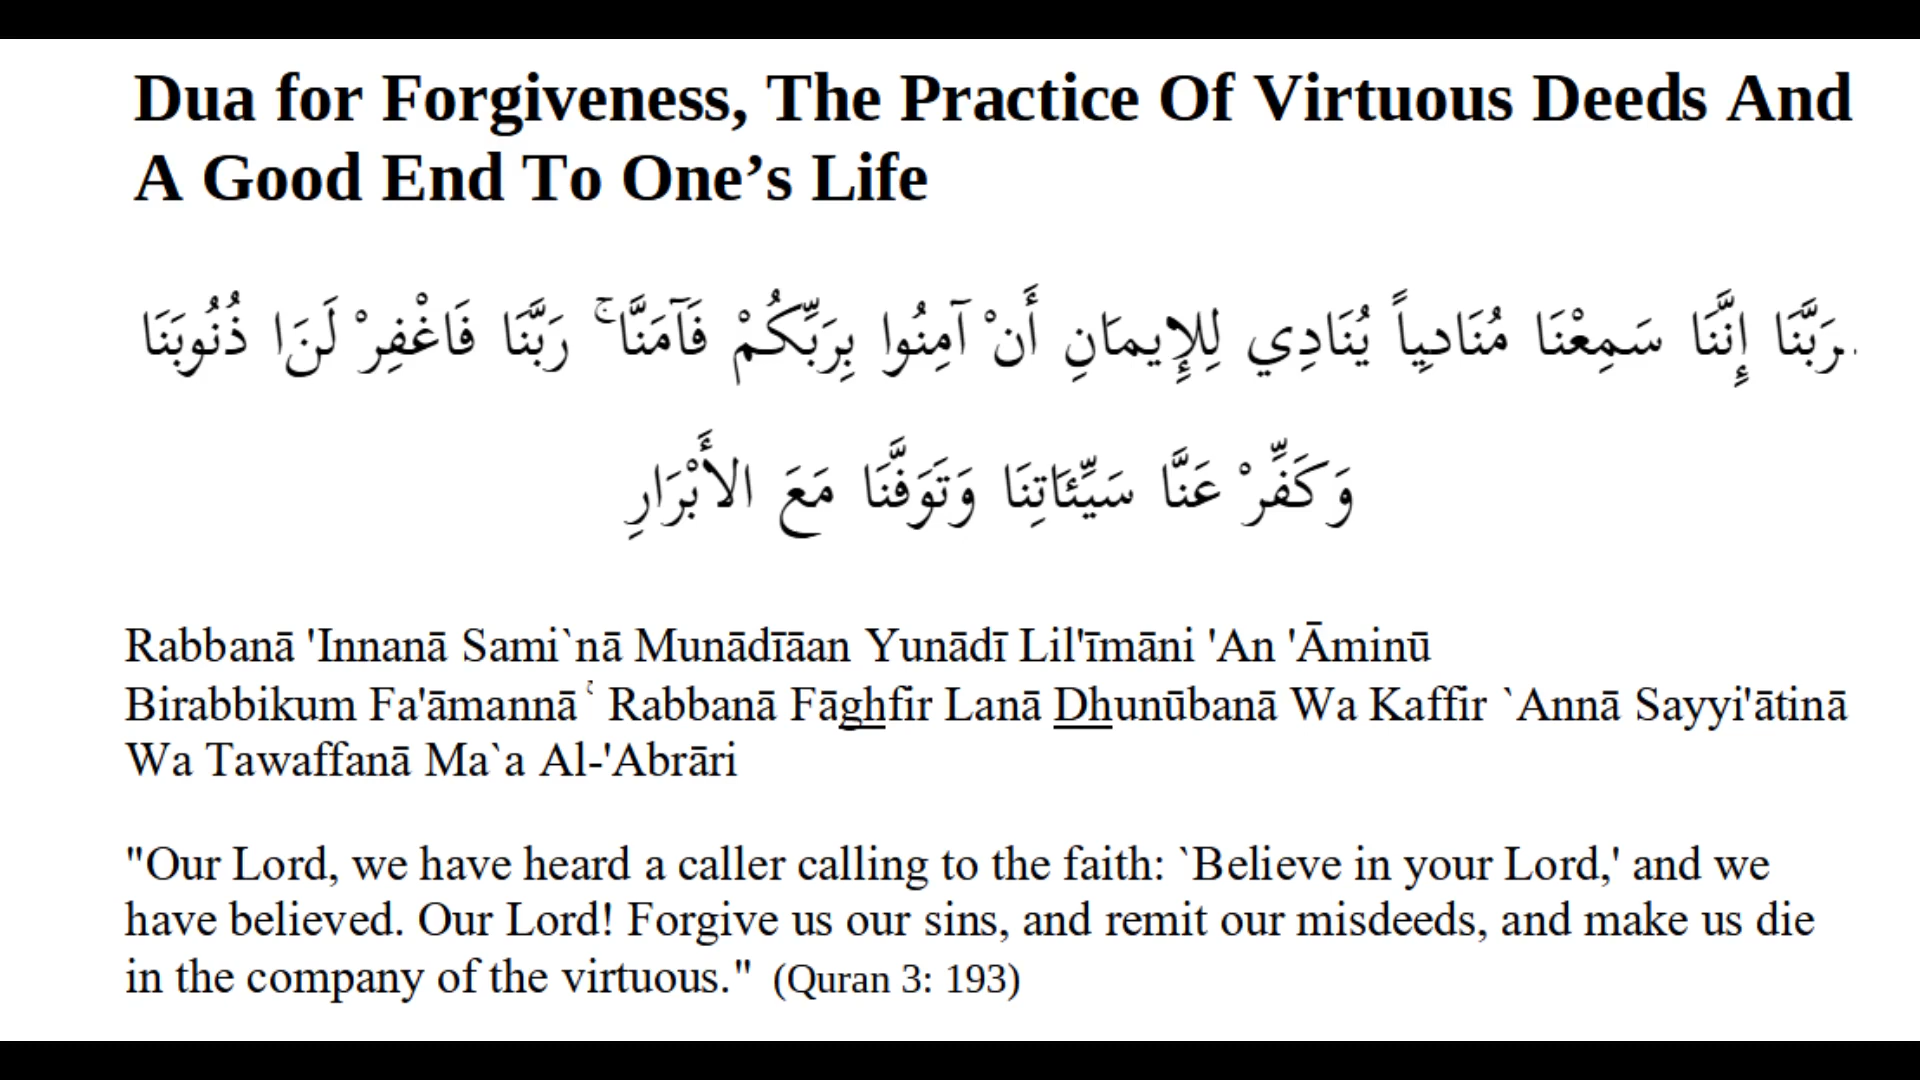 Dua for Forgiveness, The Practice Of Virtuous Deeds And
A Good End To One’s Life
رَبَّنَا إِنَّنَا سَمِعْنَا مُنَادِياً يُنَادِي لِلإِيمَانِ أَنْ آمِنُوا بِرَبِّكُمْ فَآمَنَّا ۚ رَبَّنَا فَاغْفِرْ لَنَا ذُنُوبَنَا
وَكَفِّرْ عَنَّا سَيِّئَاتِنَا وَتَوَفَّنَا مَعَ الأَبْرَارِ
Rabbanā 'Innanā Sami`nā Munādīāan Yunādī Lil'īmāni 'An 'Āminū
Birabbikum Fa'āmannā ۚ Rabbanā Fāghfir Lanā Dhunūbanā Wa Kaffir `Annā Sayyi'ātinā
Wa Tawaffanā Ma`a Al-'Abrāri
"Our Lord, we have heard a caller calling to the faith: `Believe in your Lord,' and we
have believed. Our Lord! Forgive us our sins, and remit our misdeeds, and make us die
in the company of the virtuous." (Quran 3: 193)